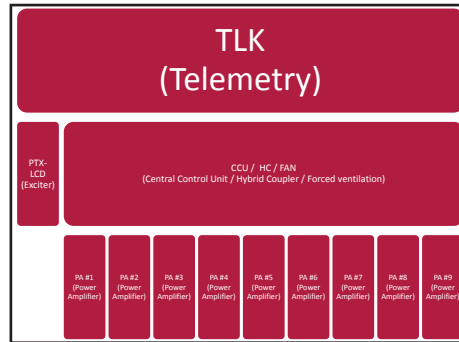 TLK
(Telemetry)
PTX-
LCD
(Exciter)
CCU / HC / FAN
(Central Control Unit / Hybrid Coupler / Forced ventilation)
PA #1
(Power
Amplifier)
PA #2
(Power
Amplifier)
PA #3
(Power
Amplifier)
PA #4
(Power
Amplifier)
PA #5
(Power
Amplifier)
PA #6
(Power
Amplifier)
PA #7
(Power
Amplifier)
PA #8
(Power
Amplifier)
PA #9
(Power
Amplifier)